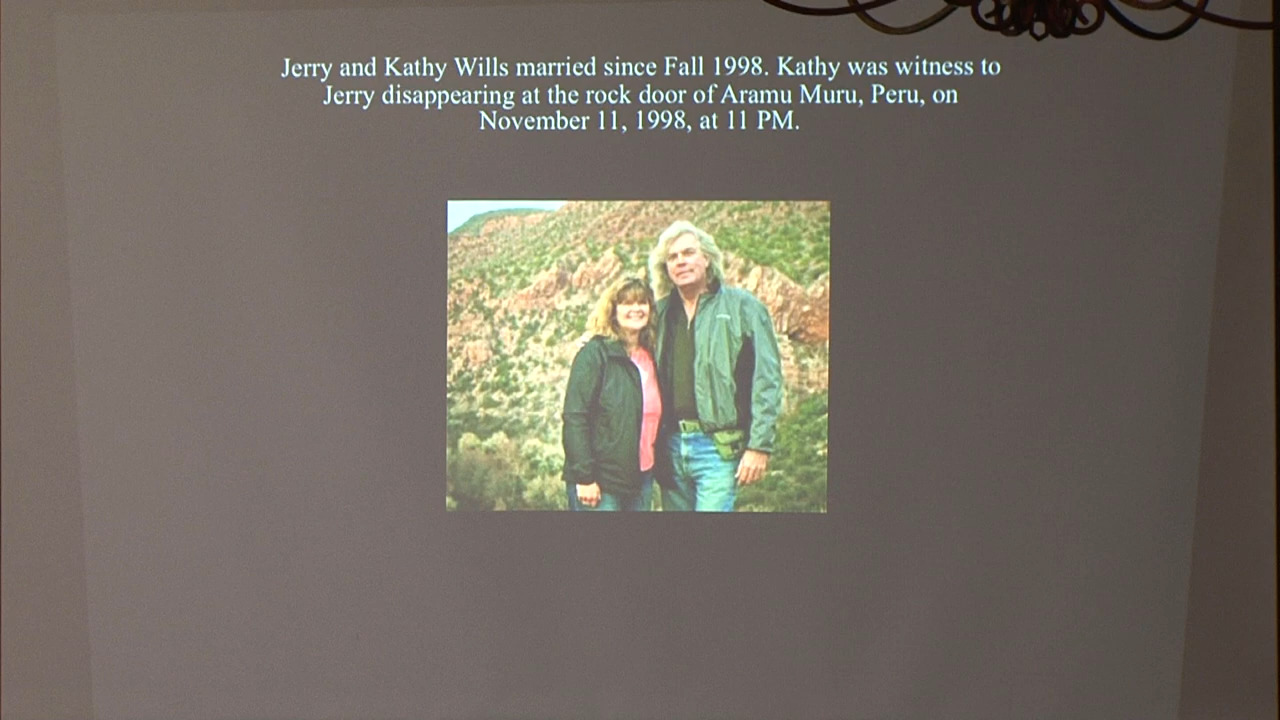 Jerry and Kathy Wills married since Fall 1998. Kathy was witness to
Jerry disappearing at the rock door of Aramu Muru, Peru, on
November 11, 1998, at 11 PM.